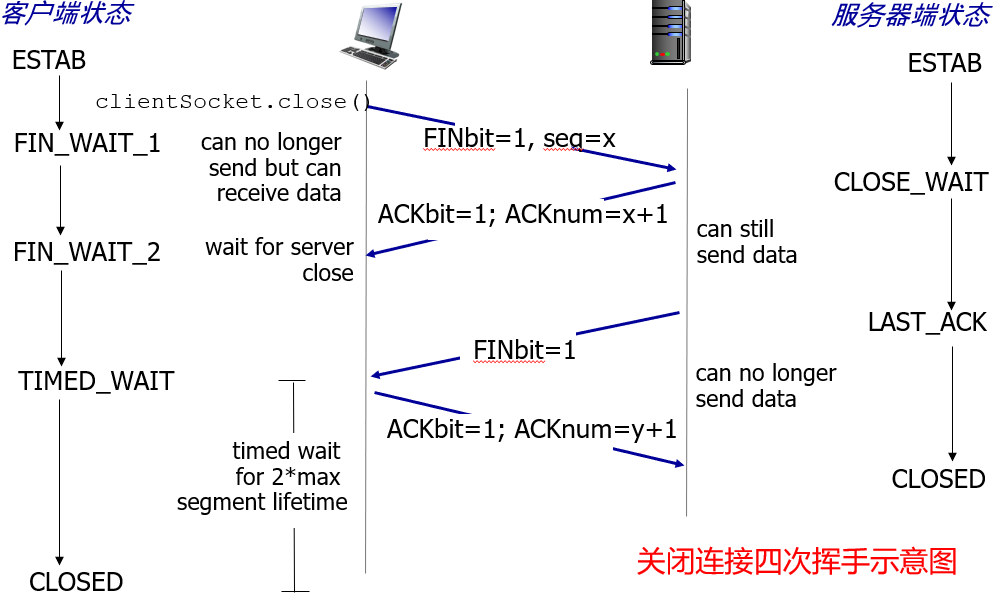 客户端状态
服务器端状态
ESTAB
ESTAB
clientSocket.close()
FINbit=1, seq=x
FIN_WAIT_1
can no longer
send but can
receive data
CLOSE_WAIT
ACKbit=1; ACKnum=x+1
can still
send data
FIN_WAIT_2
wait for server
close
LAST_ACK
FINbit=1
TIMED_WAIT
can no longer
send data
ACKbit=1; ACKnum=y+1
timed wait
for 2*max
segment lifetime
CLOSED
关闭连接四次挥手示意图
CLOSED